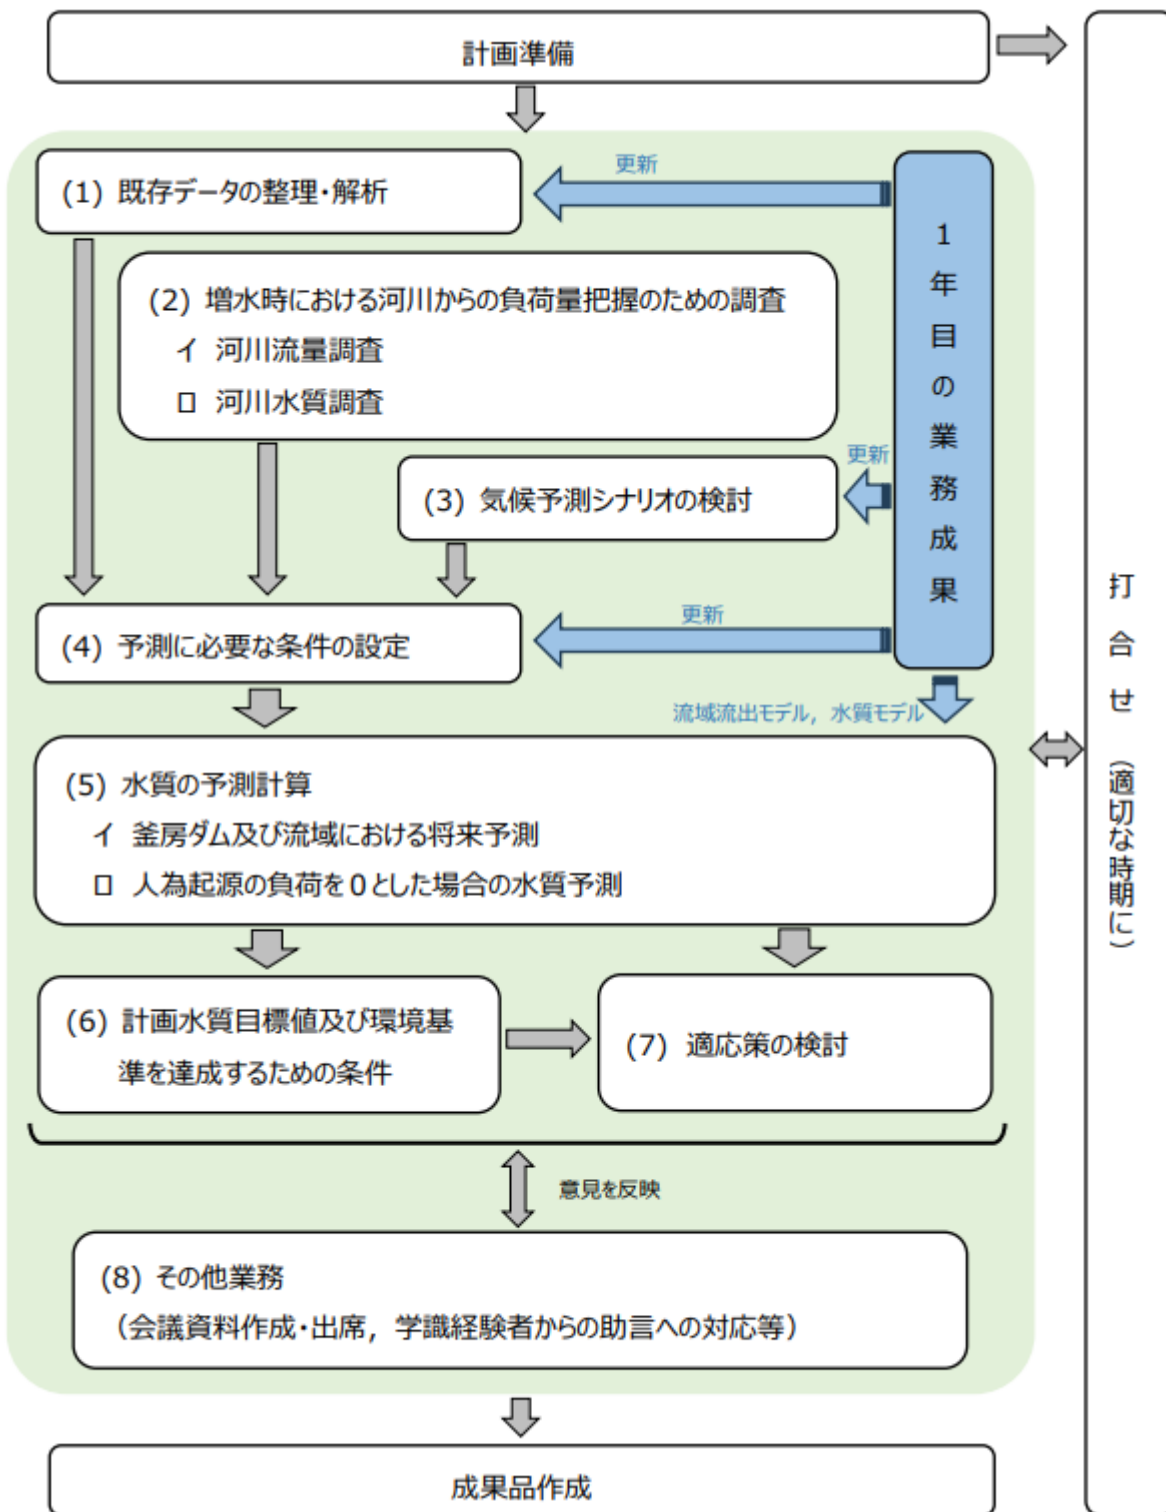 計画準備
(1) 既存データの整理・解析
更新
(2) 増水時における河川からの負荷量把握のための調査
イ 河川流量調査
ロ 河川水質調査
(3) 気候予測シナリオの検討
更新
1年目の業務成果
(4) 予測に必要な条件の設定
更新
流域流出モデル，水質モデル
(5) 水質の予測計算
イ 釜房ダム及び流域における将来予測
ロ 人為起源の負荷を0とした場合の水質予測
(6) 計画水質目標値及び環境基
準を達成するための条件
(7) 適応策の検討
意見を反映
(8) その他業務
（会議資料作成・出席，学識経験者からの助言への対応等）
成果品作成
打合せ（適切な時期に）